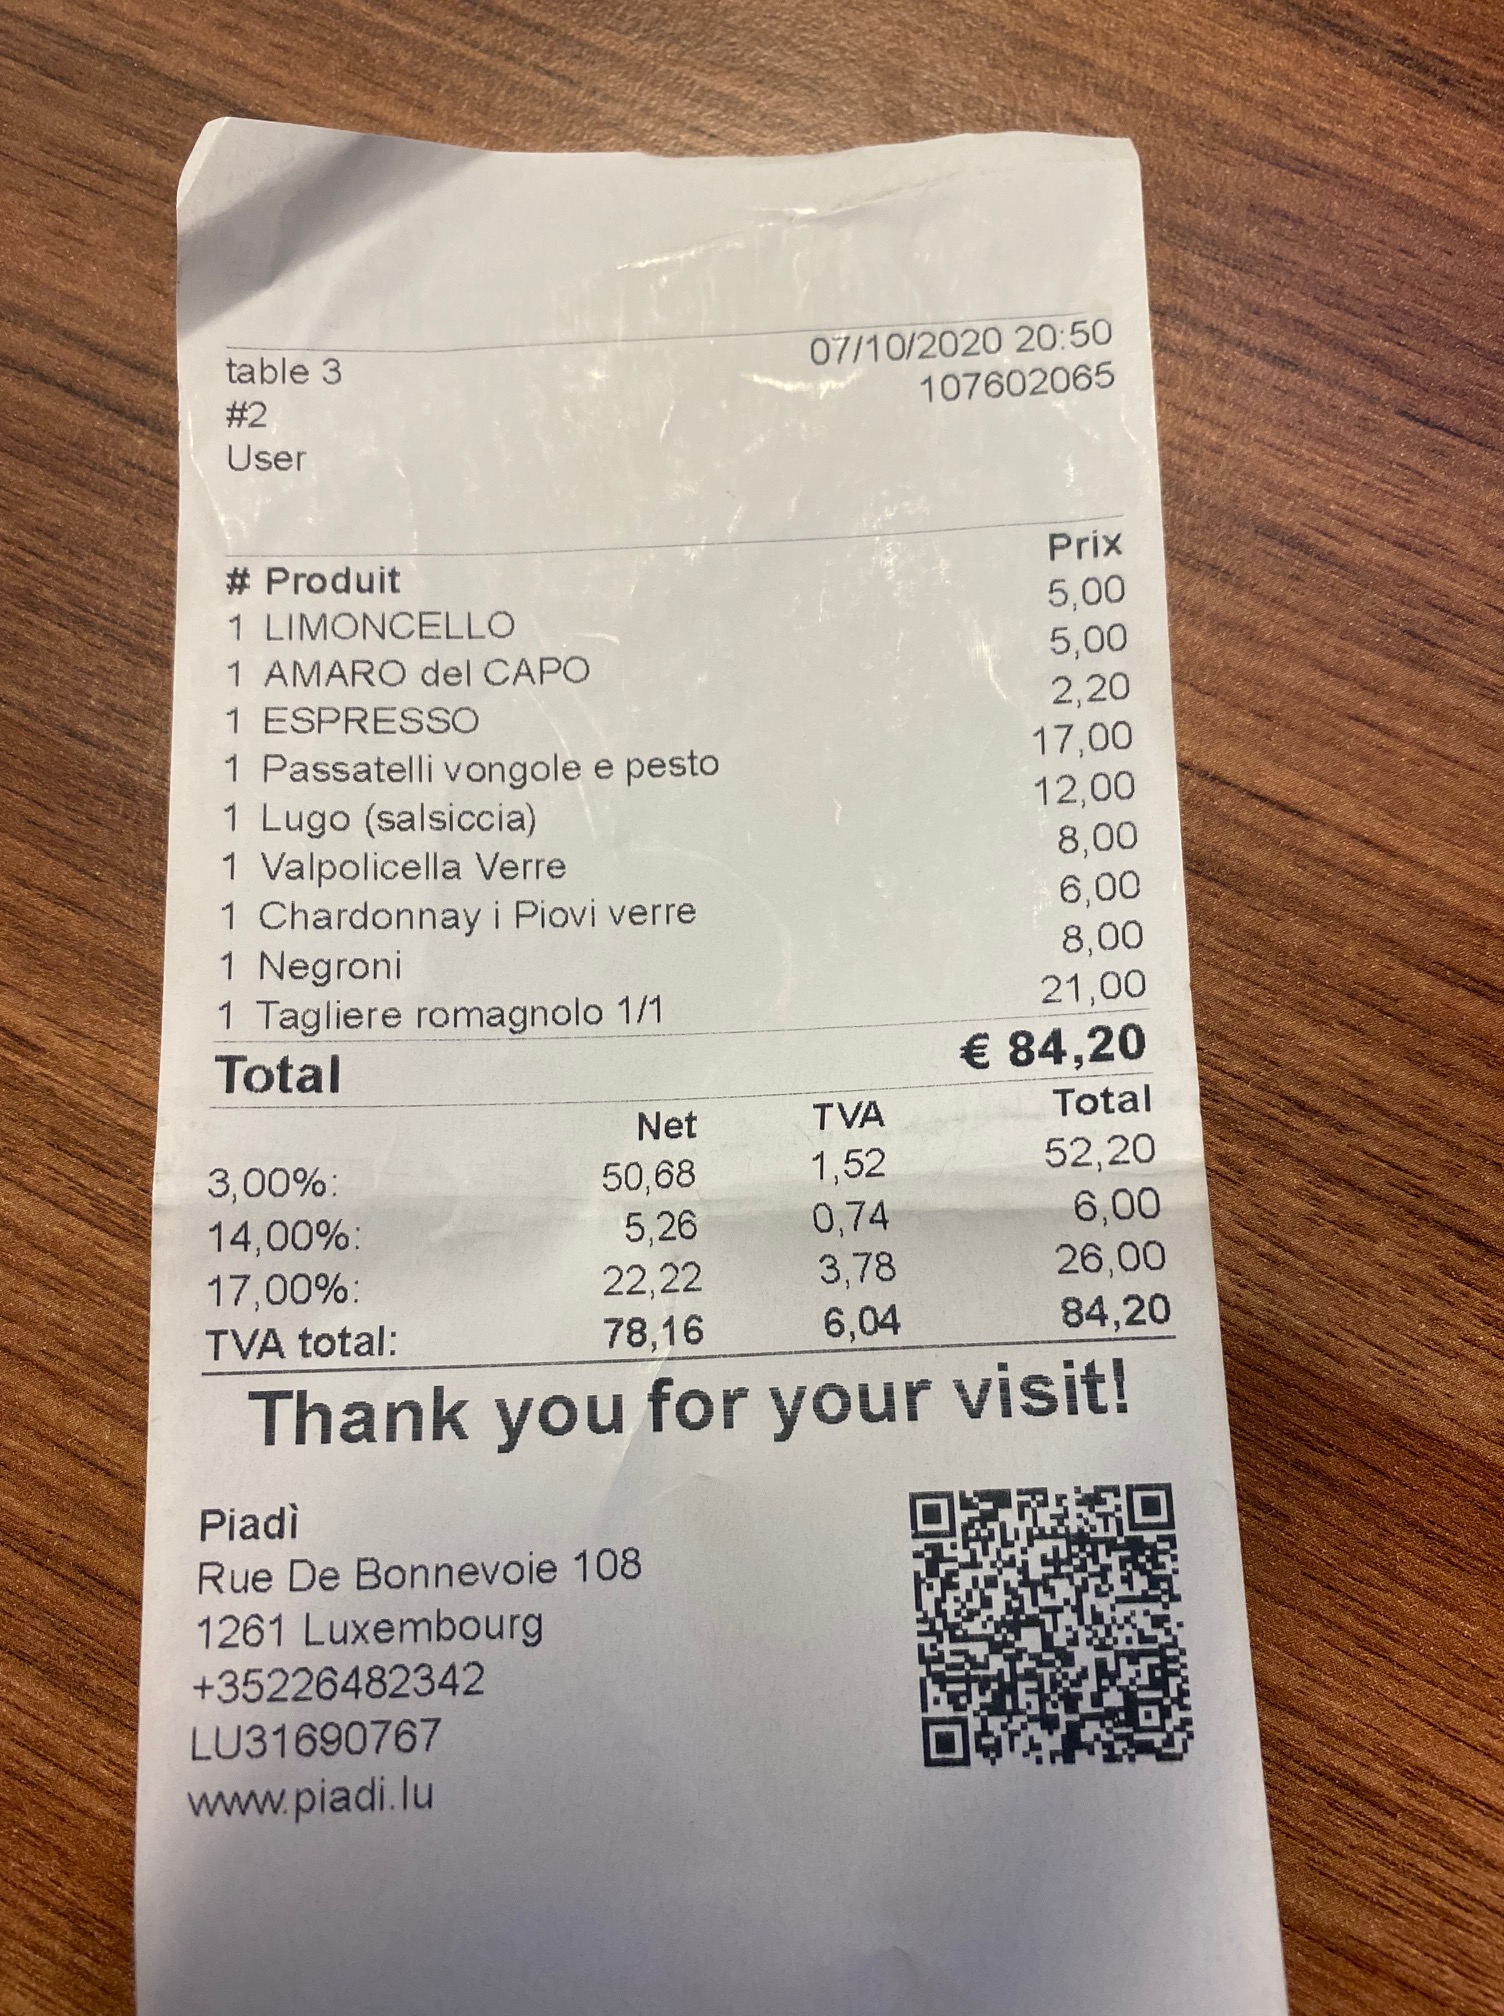 table 3 07/10/2020 20:50
#2 107602065
User
# Produit Prix
1 LIMONCELLO 5,00
1 AMARO del CAPO 5,00
1 ESPRESSO 2,20
1 Passatelli vongole e pesto 17,00
1 Lugo (salsiccia) 12,00
1 Valpolicella Verre 8,00
1 Chardonnay i Piovi verre 6,00
1 Negroni 8,00
1 Tagliere romagnolo 1/1 21,00
Total € 84,20
Net TVA Total
3,00%: 50,68 1,52 52,20
14,00%: 5,26 0,74 6,00
17,00%: 22,22 3,78 26,00
TVA total: 78,16 6,04 84,20
Thank you for your visit!
Piadì
Rue De Bonnevoie 108
1261 Luxembourg
+35226482342
LU31690767
www.piadi.lu